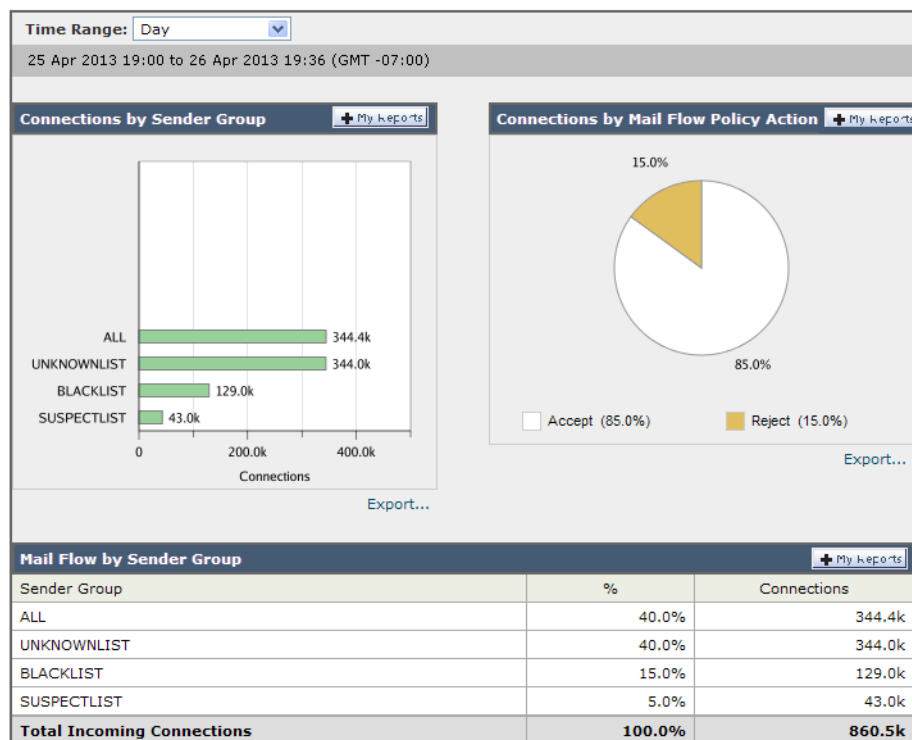 Time Range: Day
25 Apr 2013 19:00 to 26 Apr 2013 19:36 (GMT -07:00)
Connections by Sender Group
My Reports
ALL 344.4k
UNKNOWNLIST 344.0k
BLACKLIST 129.0k
SUSPECTLIST 43.0k
0 200.0k 400.0k
Connections
Export...
Connections by Mail Flow Policy Action
My Reports
15.0%
85.0%
Accept (85.0%) Reject (15.0%)
Export...
Mail Flow by Sender Group
My Reports
Sender Group % Connections
ALL 40.0% 344.4k
UNKNOWNLIST 40.0% 344.0k
BLACKLIST 15.0% 129.0k
SUSPECTLIST 5.0% 43.0k
Total Incoming Connections 100.0% 860.5k